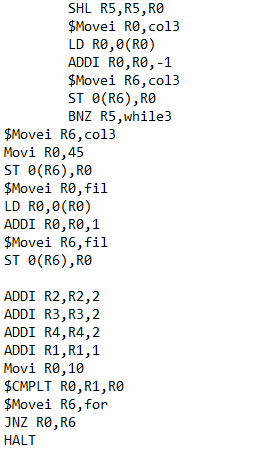 SHL R5,R5,R0
$Movei R0,col3
LD R0,0(R0)
ADDI R0,R0,-1
$Movei R6,col3
ST 0(R6),R0
BNZ R5,while3
$Movei R6,col3
Movi R0,45
ST 0(R6),R0
$Movei R0,fil
LD R0,0(R0)
ADDI R0,R0,1
$Movei R6,fil
ST 0(R6),R0
ADDI R2,R2,2
ADDI R3,R3,2
ADDI R4,R4,2
ADDI R1,R1,1
Movi R0,10
$CMPLT R0,R1,R0
$Movei R6,for
JNZ R0,R6
HALT